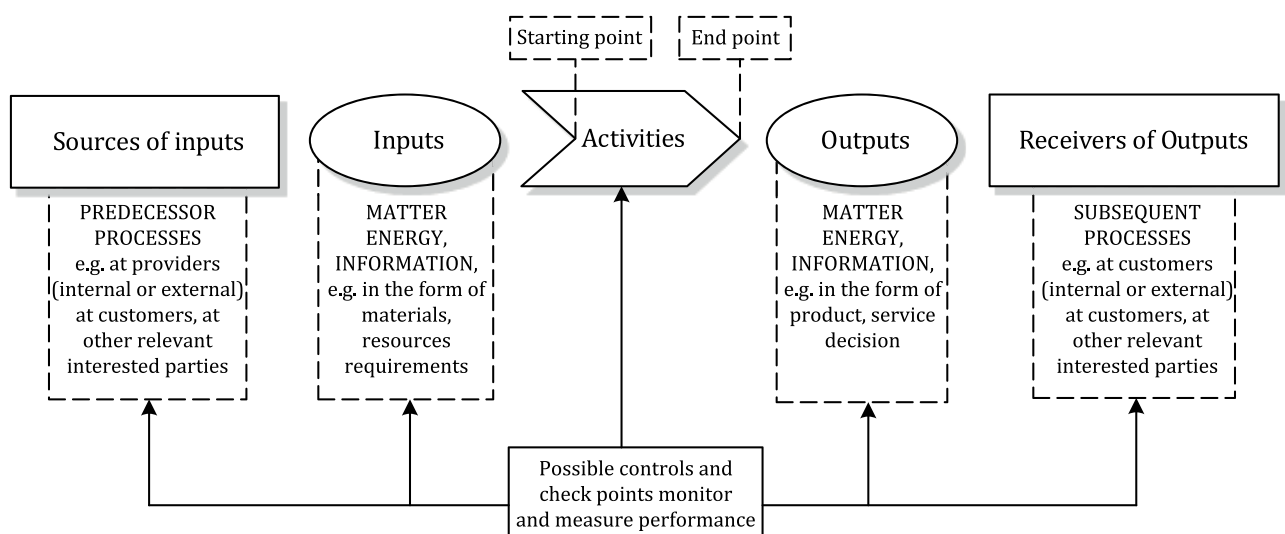 Starting point
End point
Sources of inputs
Inputs
Activities
Outputs
Receivers of Outputs
PREDECESSOR
PROCESSES
e.g. at providers
(internal or external)
at customers, at
other relevant
interested parties
MATTER
ENERGY,
INFORMATION,
e.g. in the form of
materials,
resources
requirements
MATTER
ENERGY,
INFORMATION,
e.g. in the form of
product, service
decision
SUBSEQUENT
PROCESSES
e.g. at customers
(internal or external)
at customers, at
other relevant
interested parties
Possible controls and
check points monitor
and measure performance